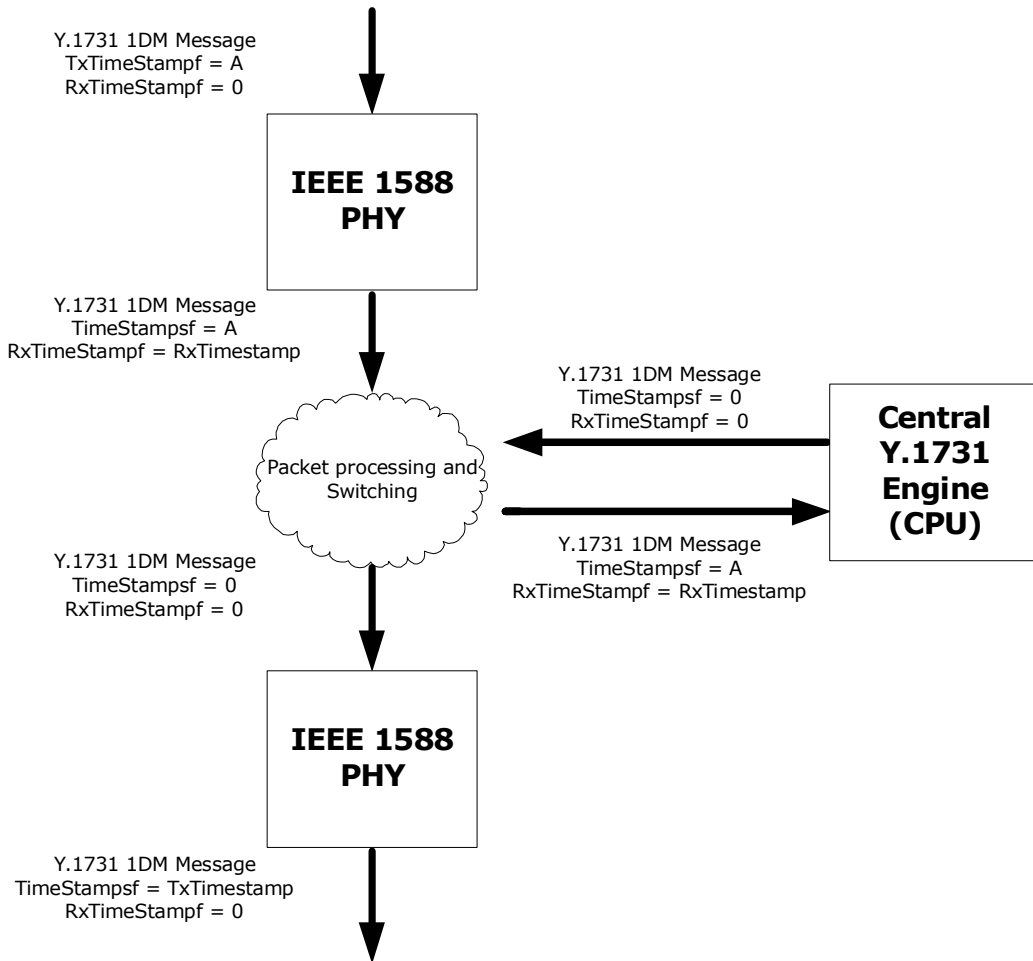 Y.1731 1DM Message
TxTimeStampf = A
RxTimeStampf = 0
IEEE 1588
PHY
Y.1731 1DM Message
TimeStampsf = A
RxTimeStampf = RxTimestamp
Y.1731 1DM Message
TimeStampsf = 0
RxTimeStampf = 0
Central
Y.1731
Engine
(CPU)
Packet processing and
Switching
Y.1731 1DM Message
TimeStampsf = A
RxTimeStampf = RxTimestamp
Y.1731 1DM Message
TimeStampsf = 0
RxTimeStampf = 0
IEEE 1588
PHY
Y.1731 1DM Message
TimeStampsf = TxTimestamp
RxTimeStampf = 0